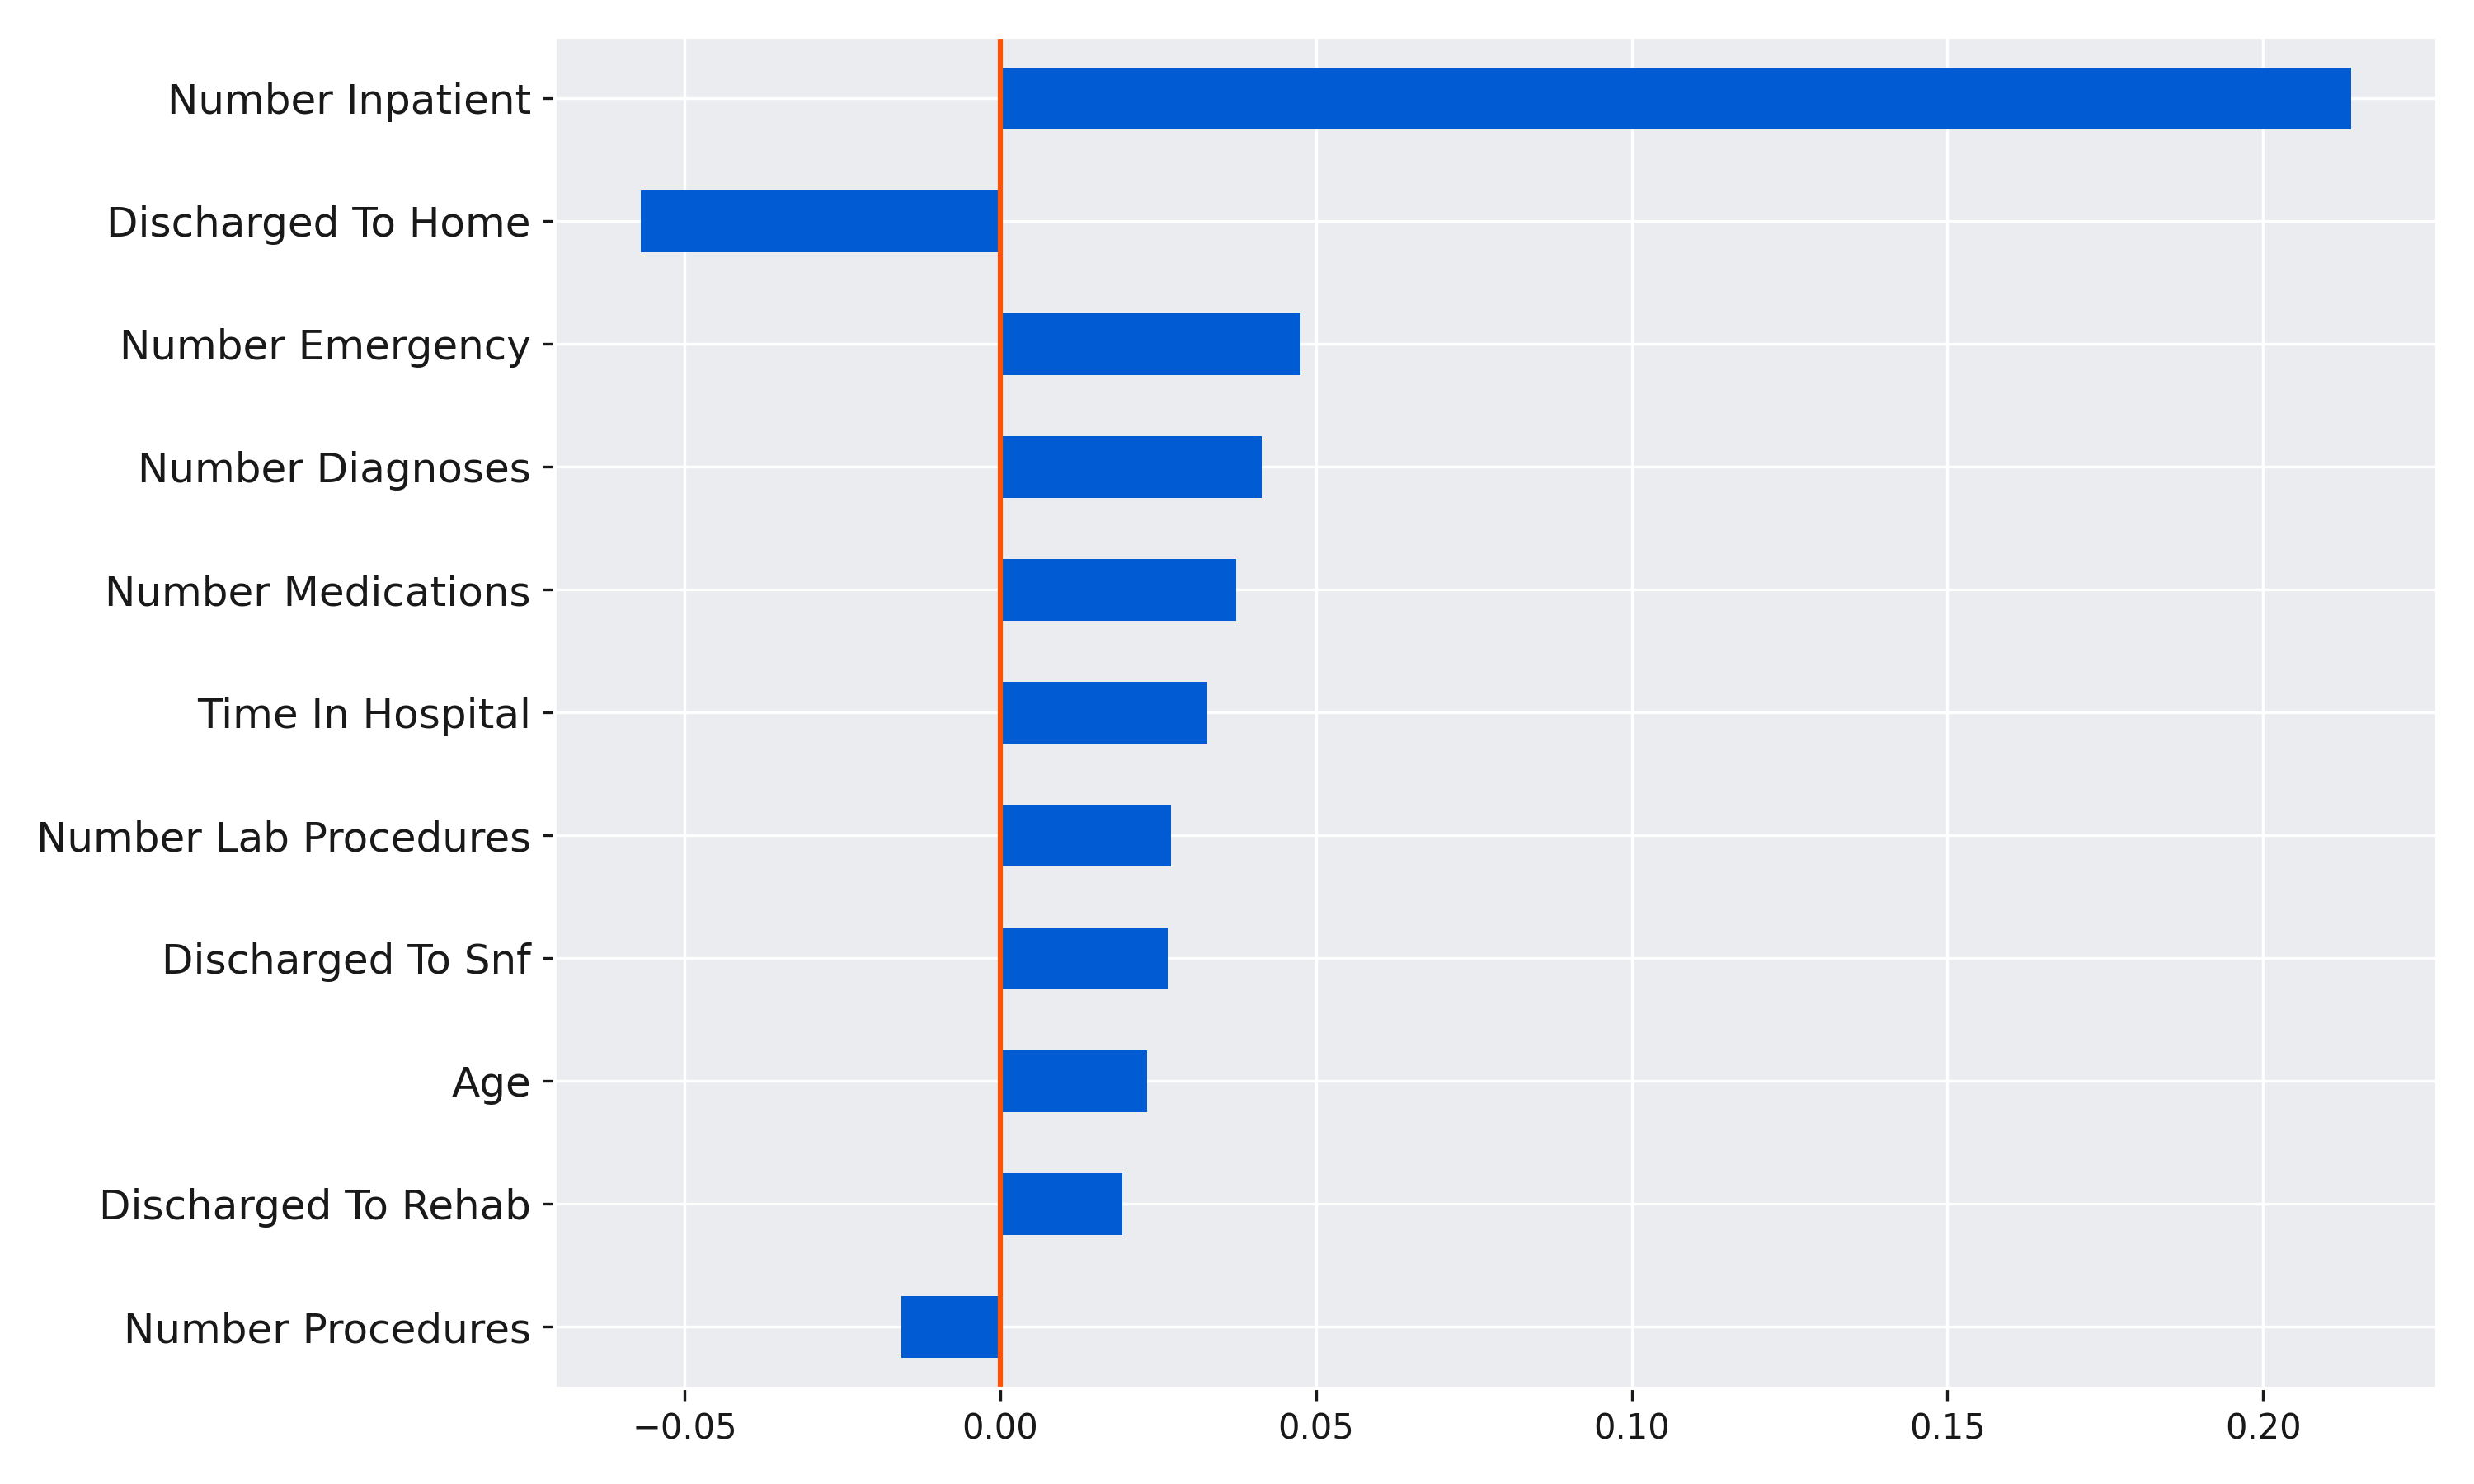 Number Inpatient
Discharged To Home
Number Emergency
Number Diagnoses
Number Medications
Time In Hospital
Number Lab Procedures
Discharged To Snf
Age
Discharged To Rehab
Number Procedures
−0.05 0.00 0.05 0.10 0.15 0.20